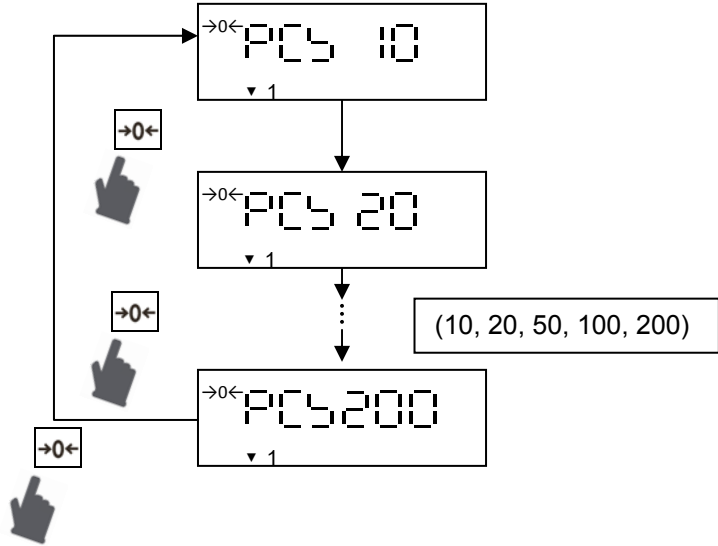 →0← PCS 10
▼ 1
→0←
→0← PCS 20
▼ 1
→0←
(10, 20, 50, 100, 200)
→0← PCS200
▼ 1
→0←